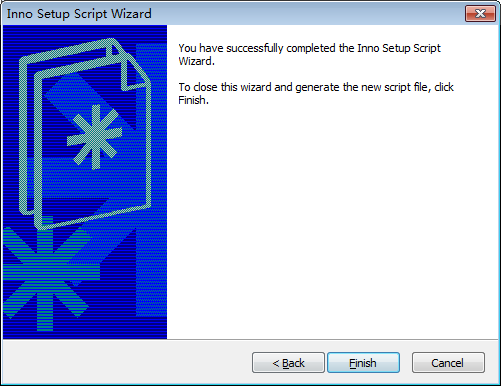 Inno Setup Script Wizard
You have successfully completed the Inno Setup Script
Wizard.
To close this wizard and generate the new script file, click
Finish.
< Back
Finish
Cancel